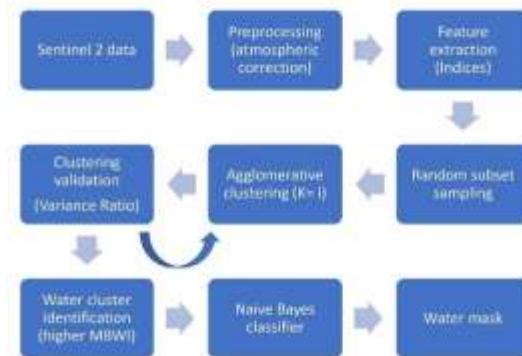 Sentinel 2 data
Preprocessing
(atmospheric
correction)
Feature
extraction
(Indices)
Random subset
sampling
Agglomerative
clustering (K= i)
Clustering
validation
(Variance Ratio)
Water cluster
identification
(higher MBWI)
Naive Bayes
classifier
Water mask